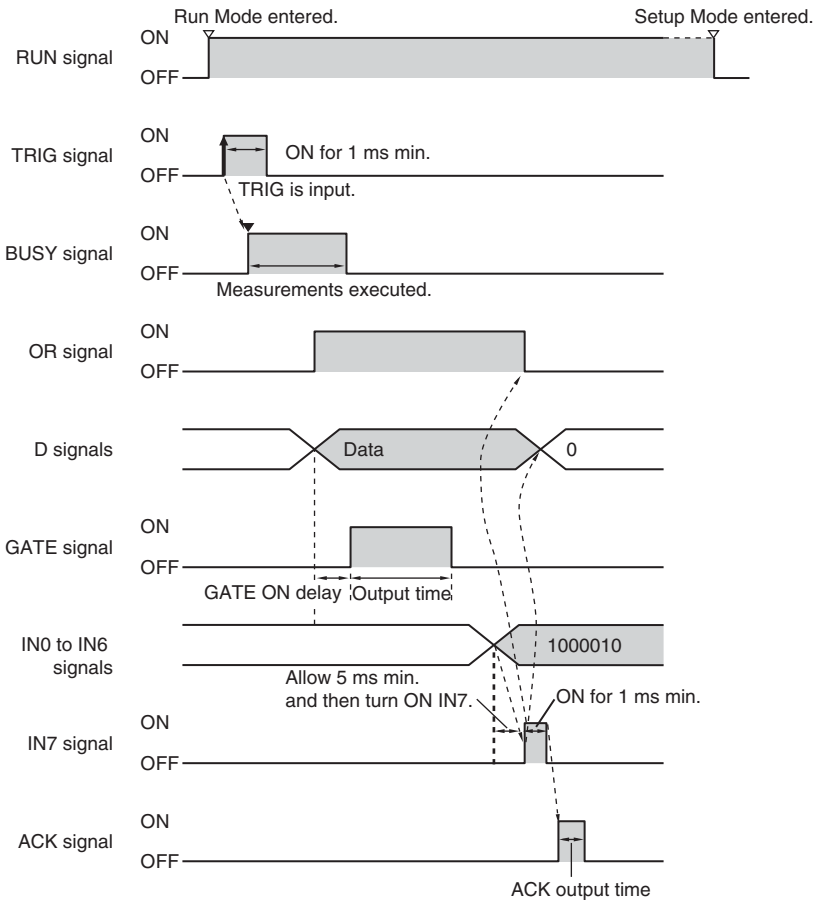 Run Mode entered.
Setup Mode entered.
RUN signal
ON
OFF
TRIG signal
ON
OFF
ON for 1 ms min.
TRIG is input.
BUSY signal
ON
OFF
Measurements executed.
OR signal
ON
OFF
D signals
Data
0
GATE signal
ON
OFF
GATE ON delay
Output time
IN0 to IN6
signals
1000010
Allow 5 ms min.
and then turn ON IN7.
ON for 1 ms min.
IN7 signal
ON
OFF
ACK signal
ON
OFF
ACK output time